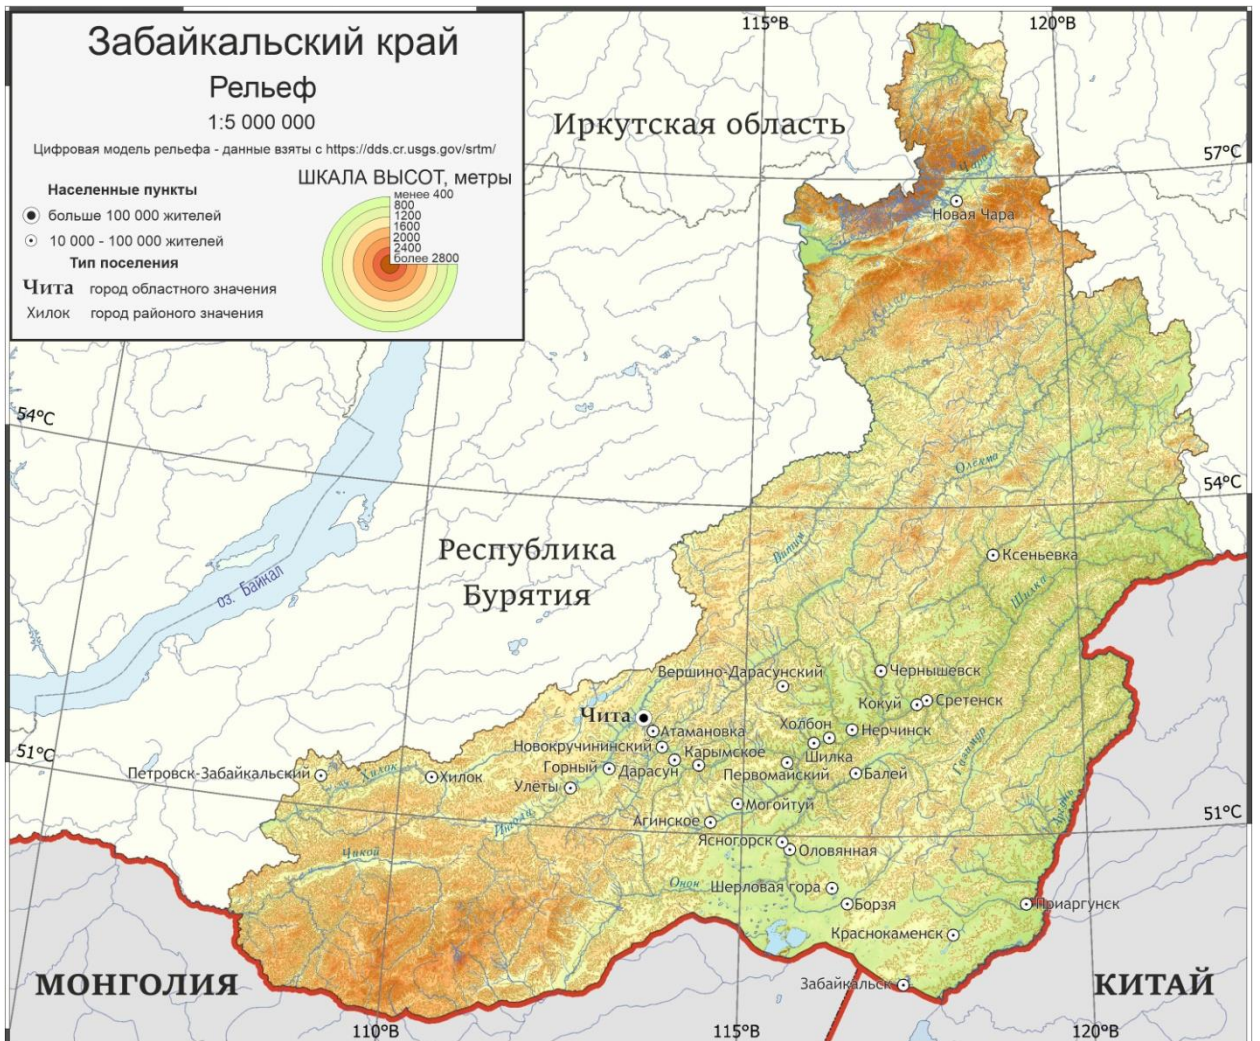 Забайкальский край
Рельеф
1:5 000 000
Цифровая модель рельефа - данные взяты с https://dds.cr.usgs.gov/srtm/
Населенные пункты
больше 100 000 жителей
10 000 - 100 000 жителей
Тип поселения
Чита город областного значения
Хилок город районого значения
ШКАЛА ВЫСОТ, метры
менее 400
800
1200
1600
2000
2400
более 2800
115°В
120°В
Иркутская область
57°С
Чара
Новая Чара
Калар
54°С
оз. Байкал
Республика
Бурятия
Олекма
Витим
54°С
Ксеньевка
Шилка
Вершино-Дарасунский
Чернышевск
Кокуй
Сретенск
Чита
Атамановка
Холбон
Нерчинск
Новокручининский
Карымское
Шилка
Газимур
51°С
Петровск-Забайкальский
Хилок
Хилок
Горный
Дарасун
Первомайский
Балей
Улёты
Могойтуй
Ингода
Агинское
Аргунь
51°С
Ясногорск
Оловянная
Чикой
Онон
Шерловая гора
Борзя
Приаргунск
Краснокаменск
МОНГОЛИЯ
Забайкальск
КИТАЙ
110°В
115°В
120°В